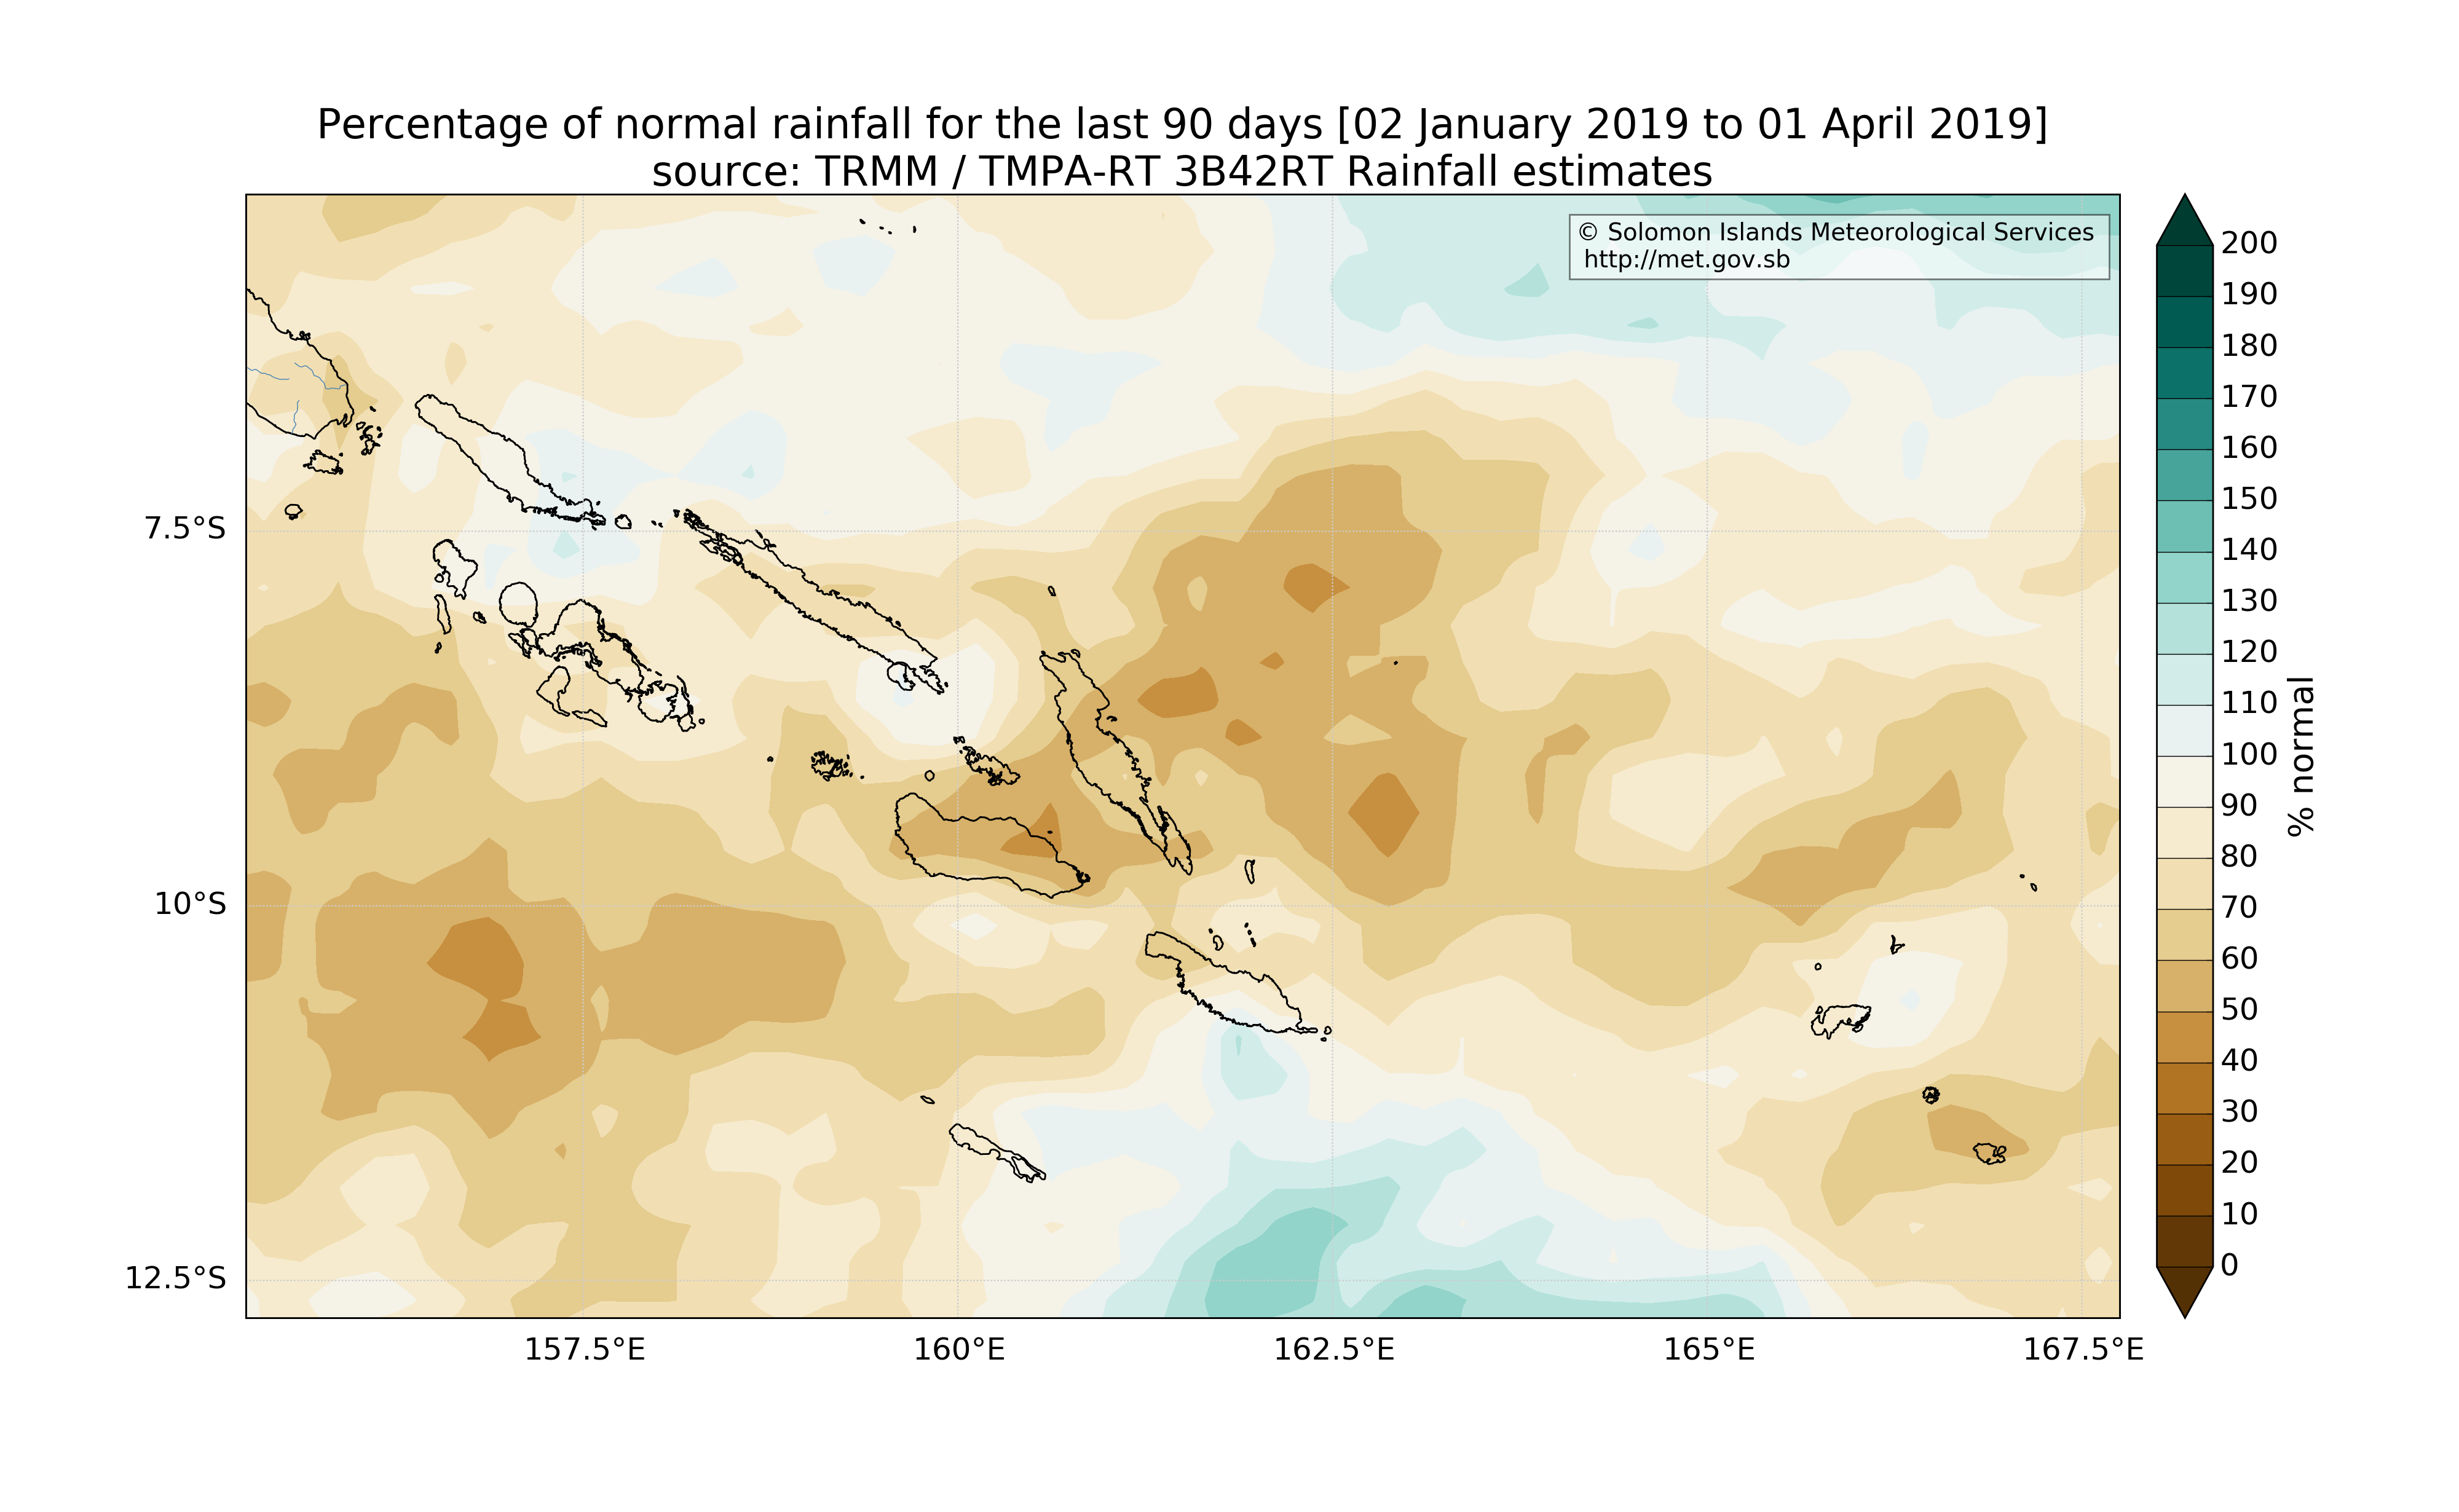 Percentage of normal rainfall for the last 90 days [02 January 2019 to 01 April 2019]
source: TRMM / TMPA-RT 3B42RT Rainfall estimates
© Solomon Islands Meteorological Services
http://met.gov.sb
7.5°S
10°S
12.5°S
157.5°E
160°E
162.5°E
165°E
167.5°E
200
190
180
170
160
150
140
130
120
110
100
90
80
70
60
50
40
30
20
10
0
% normal